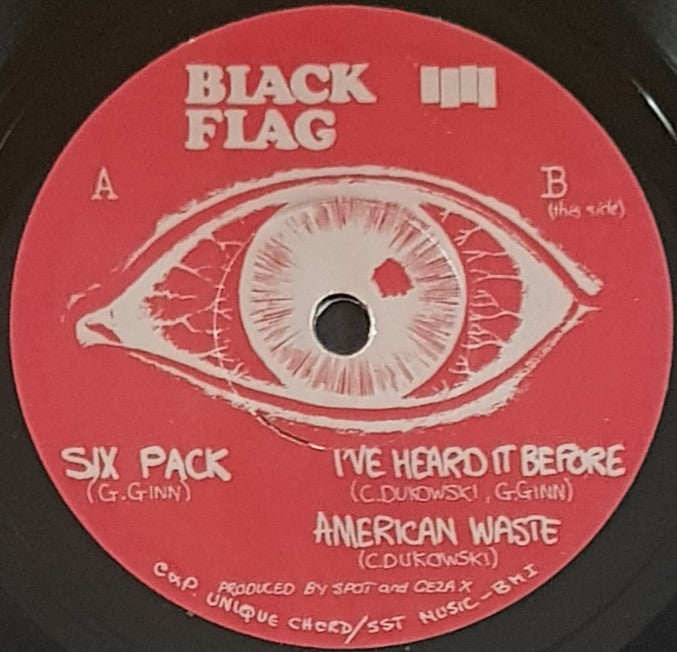 BLACK
FLAG
A
B
(this side)
SIX PACK
(G. GINN)
I'VE HEARD IT BEFORE
(C. DUKOWSKI, G GINN)
AMERICAN WASTE
(C. DUKOWSKI)
PRODUCED BY SPOT and GEZA X
C&P. UNIQUE CHORD/SST MUSIC-BMI